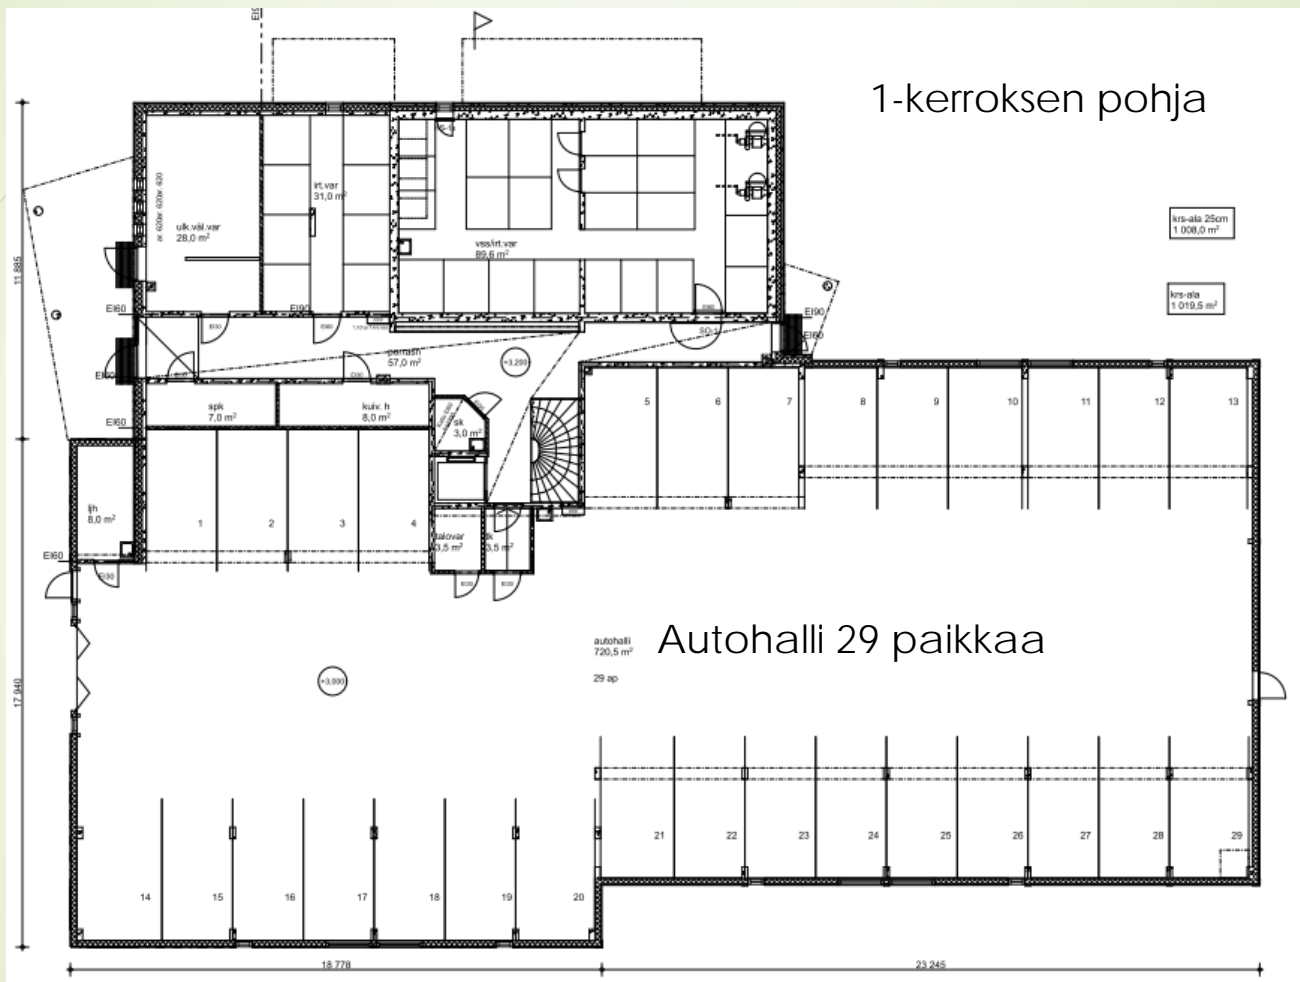 1-kerroksen pohja
krs-ala 25cm
1 008,0 m²
krs-ala
1 019,5 m²
irt.var
31,0 m²
ulk.väl.var
28,0 m²
vss/irt.var
89,6 m²
EI60
EI90
EI90
EI60
EI30
EI60
57,0 m²
+3,200
EI60
spk
7,0 m²
kuiv. h
8,0 m²
sk
3,0 m²
5
6
7
8
9
10
11
12
13
11 885
ljh
8,0 m²
1
2
3
4
talovar
3,5 m²
tk
3,5 m²
EI60
EI30
EI30
EI30
autohalli
720,5 m²
29 ap
Autohalli 29 paikkaa
+3,000
17 940
21
22
23
24
25
26
27
28
29
14
15
16
17
18
19
20
18 778
23 245